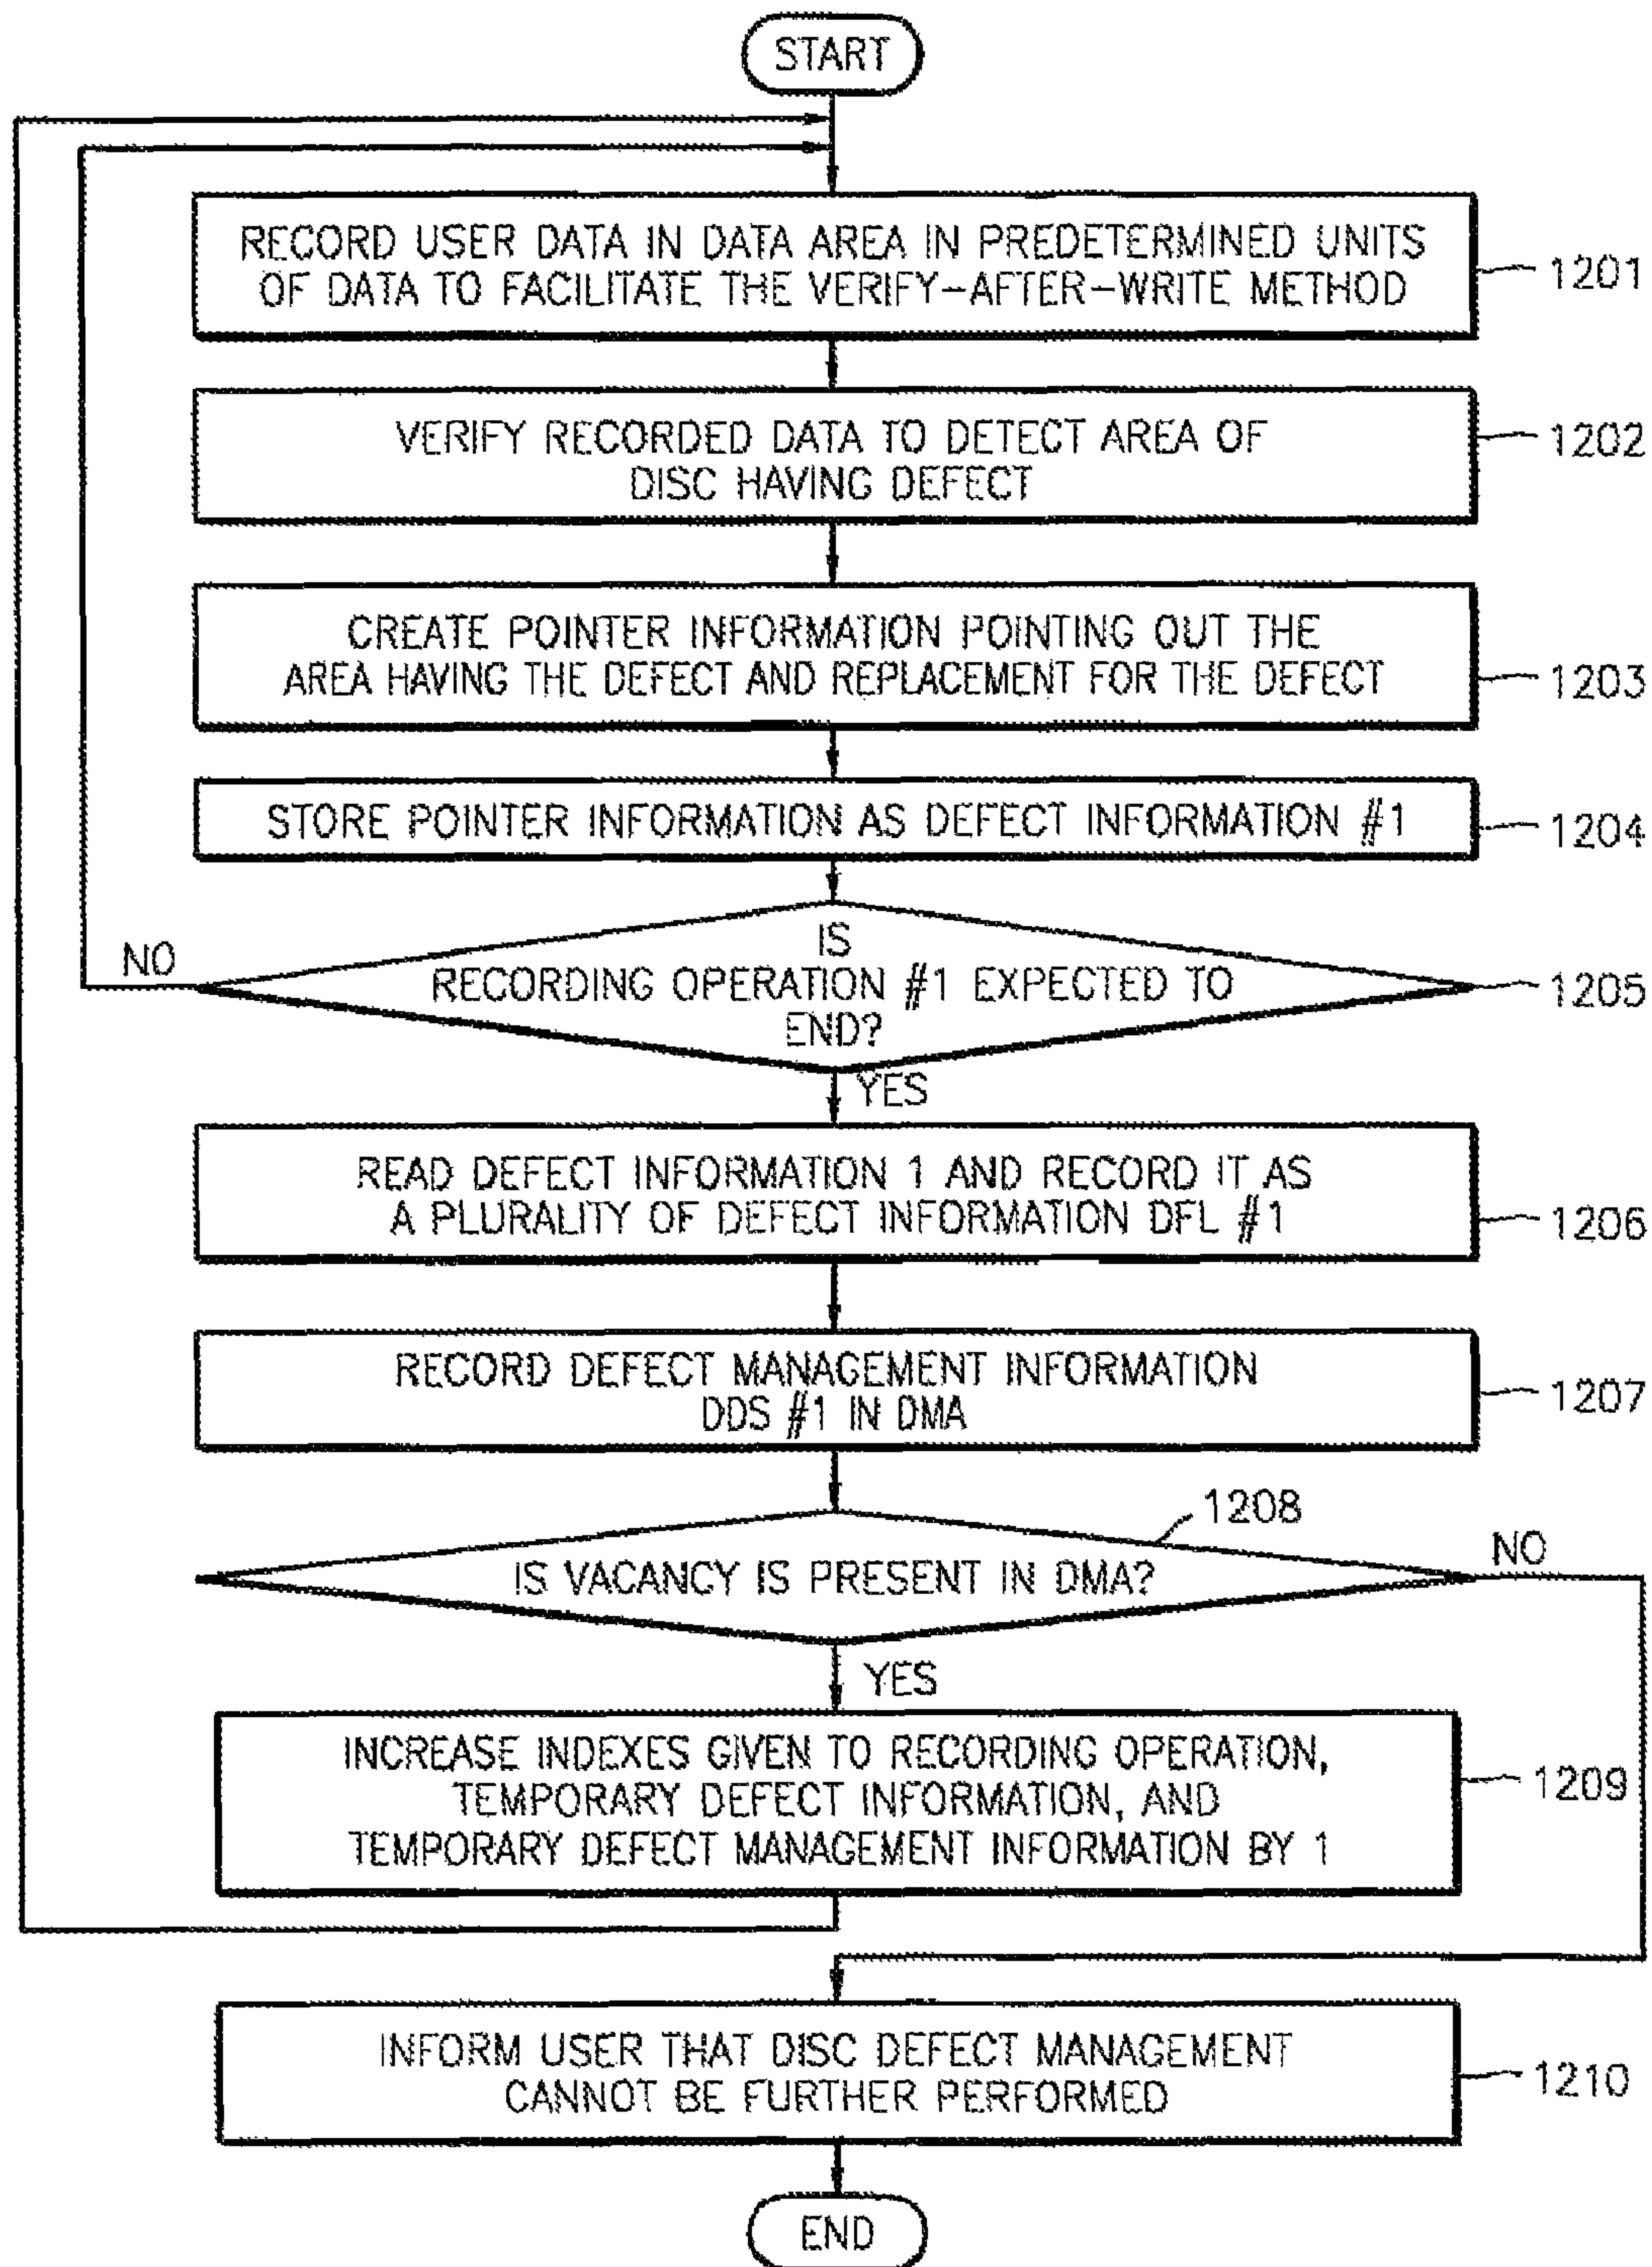 START
RECORD USER DATA IN DATA AREA IN PREDETERMINED UNITS
OF DATA TO FACILITATE THE VERIFY-AFTER-WRITE METHOD
1201
VERIFY RECORDED DATA TO DETECT AREA OF
DISC HAVING DEFECT
1202
CREATE POINTER INFORMATION POINTING OUT THE
AREA HAVING THE DEFECT AND REPLACEMENT FOR THE DEFECT
1203
STORE POINTER INFORMATION AS DEFECT INFORMATION #1
1204
NO
IS
RECORDING OPERATION #1 EXPECTED TO
END?
1205
YES
READ DEFECT INFORMATION 1 AND RECORD IT AS
A PLURALITY OF DEFECT INFORMATION DFL #1
1206
RECORD DEFECT MANAGEMENT INFORMATION
DDS #1 IN DMA
1207
1208
IS VACANCY IS PRESENT IN DMA?
NO
YES
INCREASE INDEXES GIVEN TO RECORDING OPERATION,
TEMPORARY DEFECT INFORMATION, AND
TEMPORARY DEFECT MANAGEMENT INFORMATION BY 1
1209
INFORM USER THAT DISC DEFECT MANAGEMENT
CANNOT BE FURTHER PERFORMED
1210
END